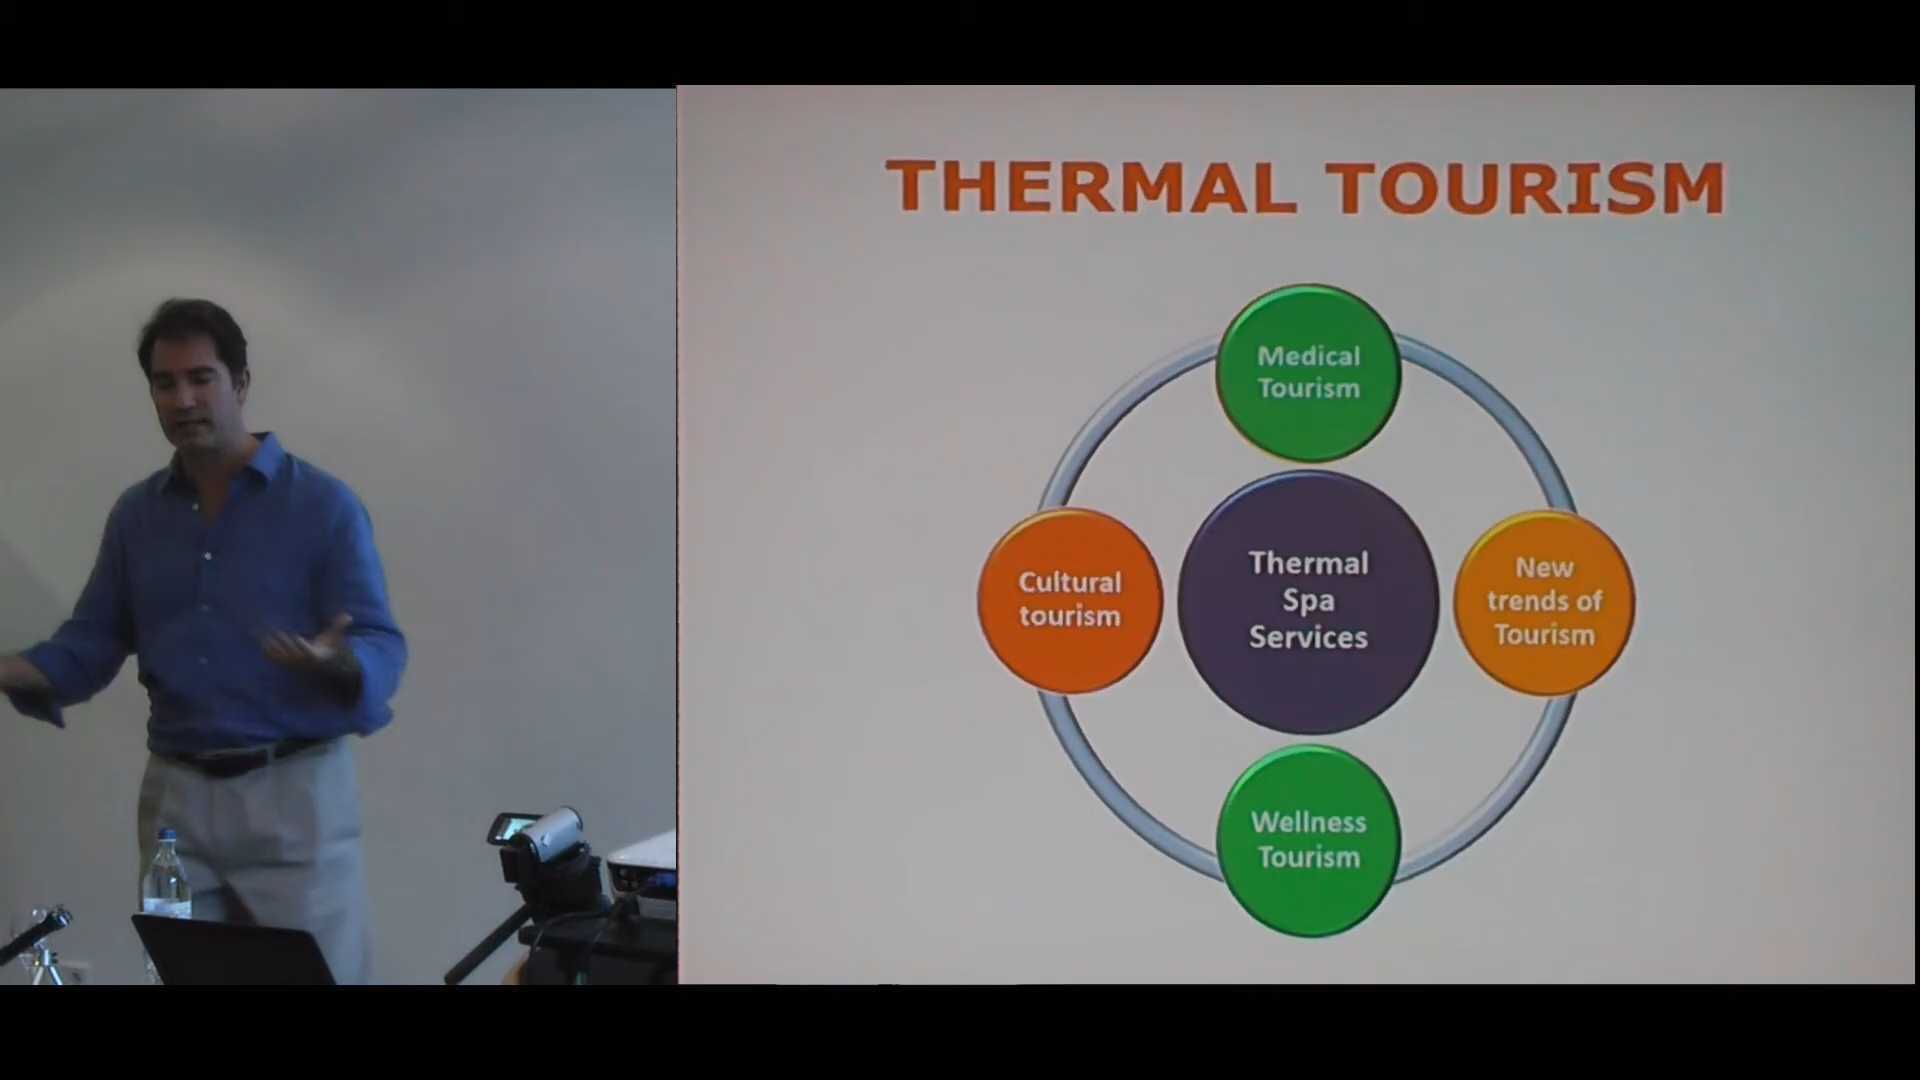 THERMAL TOURISM
Medical
Tourism
Cultural
tourism
Thermal
Spa
Services
New
trends of
Tourism
Wellness
Tourism